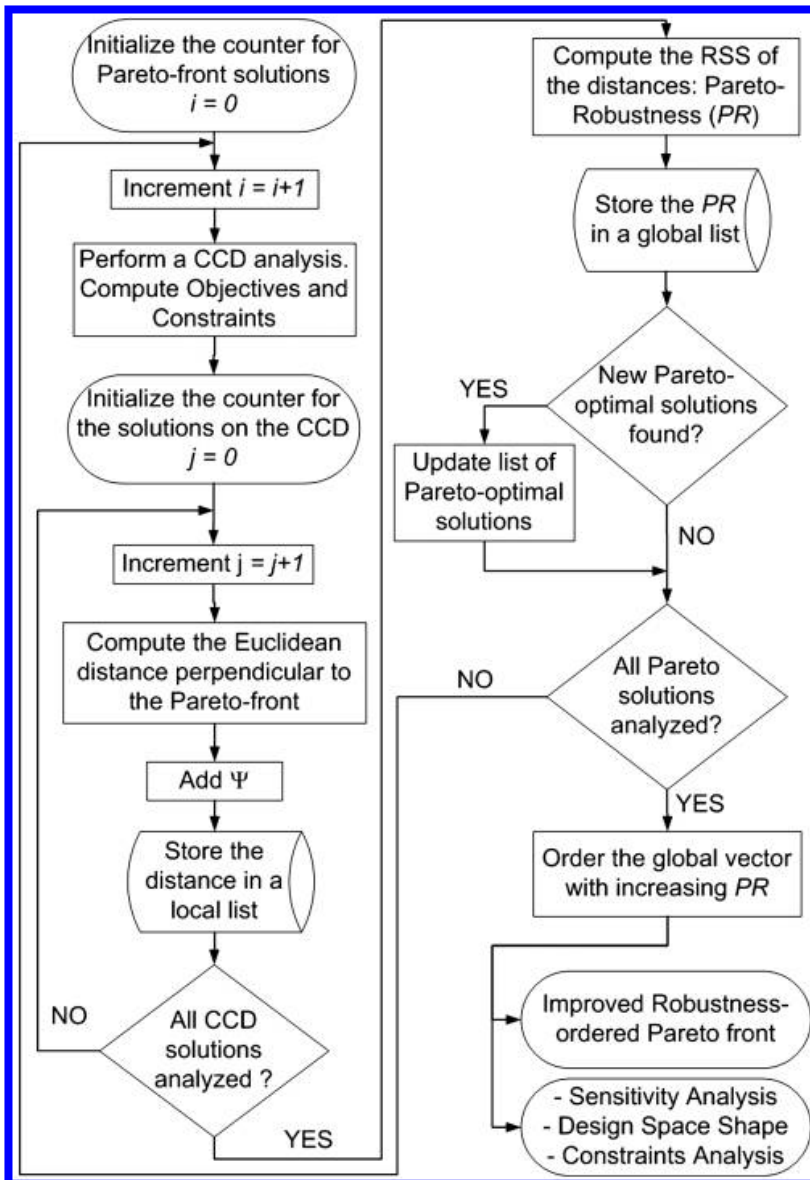 Initialize the counter for
Pareto-front solutions
i = 0
Increment i = i+1
Perform a CCD analysis.
Compute Objectives and
Constraints
Initialize the counter for
the solutions on the CCD
j = 0
Increment j = j+1
Compute the Euclidean
distance perpendicular to
the Pareto-front
Add Ψ
Store the
distance in a
local list
NO
All CCD
solutions
analyzed ?
YES
Compute the RSS of
the distances: Pareto-
Robustness (PR)
Store the PR
in a global list
YES
New Pareto-
optimal solutions
found?
Update list of
Pareto-optimal
solutions
NO
NO
All Pareto
solutions
analyzed?
YES
Order the global vector
with increasing PR
Improved Robustness-
ordered Pareto front
- Sensitivity Analysis
- Design Space Shape
- Constraints Analysis